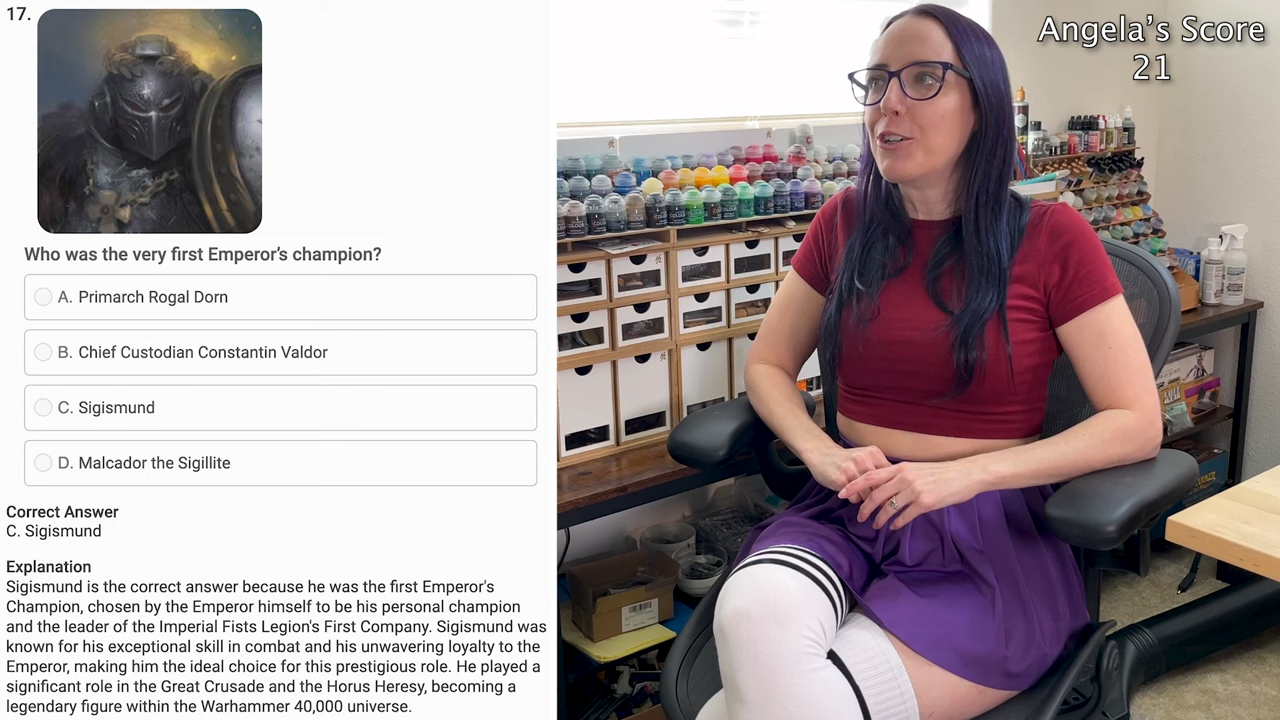 17.
Angela’s Score
21
Who was the very first Emperor’s champion?
A. Primarch Rogal Dorn
B. Chief Custodian Constantin Valdor
C. Sigismund
D. Malcador the Sigillite
Correct Answer
C. Sigismund
Explanation
Sigismund is the correct answer because he was the first Emperor's
Champion, chosen by the Emperor himself to be his personal champion
and the leader of the Imperial Fists Legion's First Company. Sigismund was
known for his exceptional skill in combat and his unwavering loyalty to the
Emperor, making him the ideal choice for this prestigious role. He played a
significant role in the Great Crusade and the Horus Heresy, becoming a
legendary figure within the Warhammer 40,000 universe.